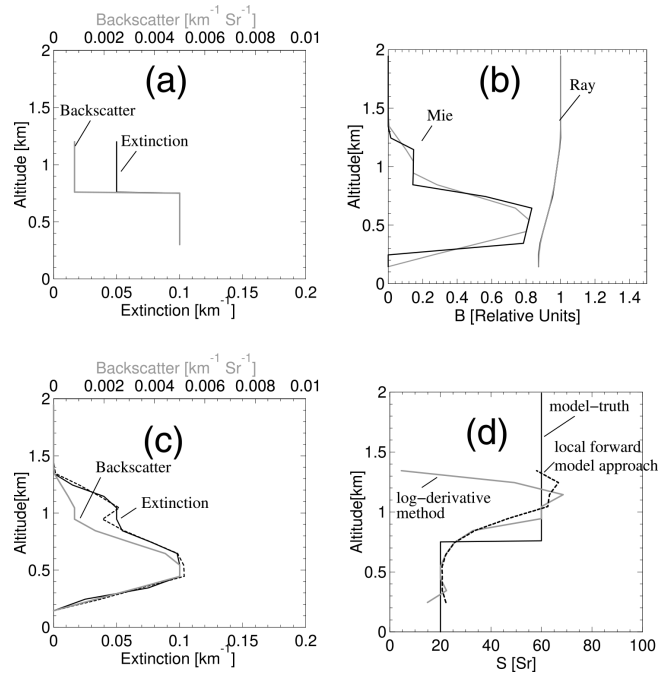 Backscatter [km⁻¹ Sr⁻¹]
0 0.002 0.004 0.006 0.008 0.01
(a)
Backscatter
Extinction
Altitude [km]
2
1.5
1
0.5
0
0 0.05 0.1 0.15 0.2
Extinction [km⁻¹]
(b)
Ray
Mie
Altitude[km]
2
1.5
1
0.5
0
0 0.2 0.4 0.6 0.8 1 1.2 1.4
B [Relative Units]
Backscatter [km⁻¹ Sr⁻¹]
0 0.002 0.004 0.006 0.008 0.01
(c)
Backscatter
Extinction
Altitude [km]
2
1.5
1
0.5
0
0 0.05 0.1 0.15 0.2
Extinction [km⁻¹]
(d)
model−truth
local forward
model approach
log−derivative
method
Altitude[km]
2
1.5
1
0.5
0
0 20 40 60 80 100
S [Sr]